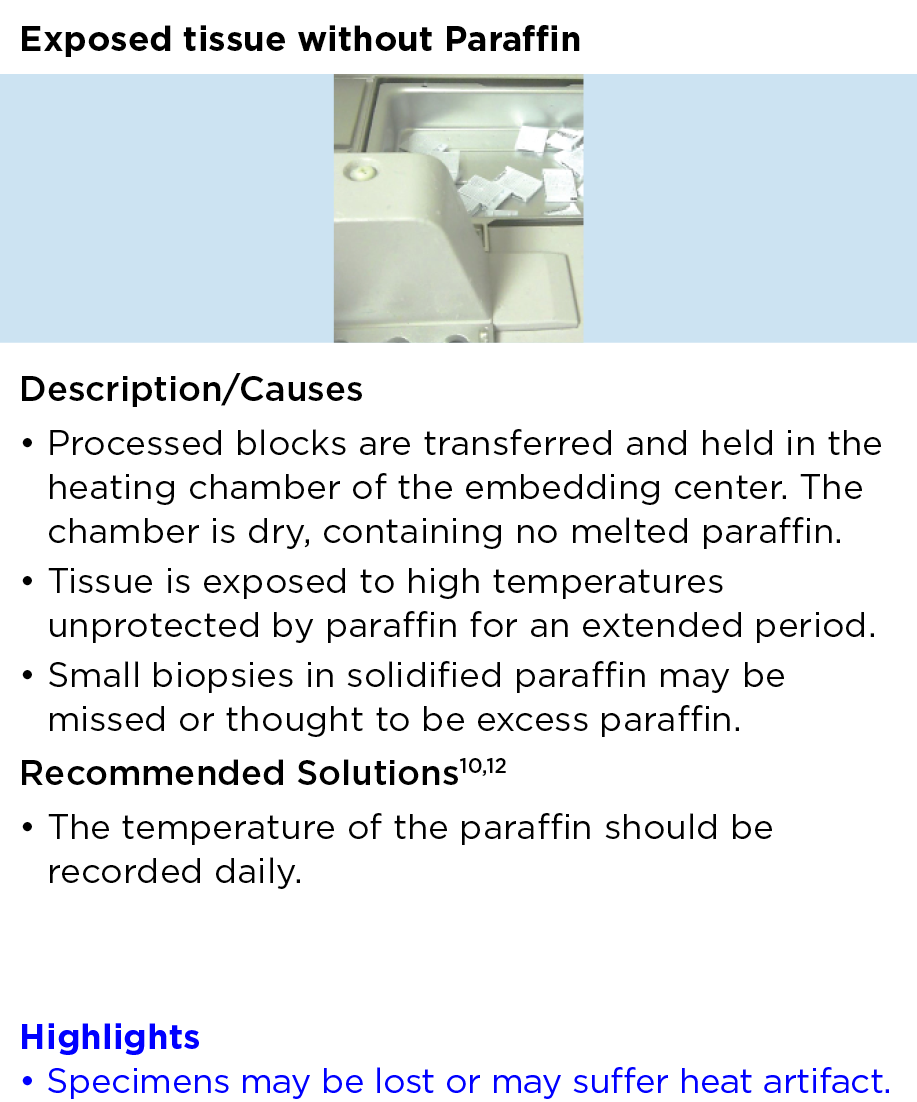 Exposed tissue without Paraffin
Description/Causes
• Processed blocks are transferred and held in the
heating chamber of the embedding center. The
chamber is dry, containing no melted paraffin.
• Tissue is exposed to high temperatures
unprotected by paraffin for an extended period.
• Small biopsies in solidified paraffin may be
missed or thought to be excess paraffin.
Recommended Solutions10,12
• The temperature of the paraffin should be
recorded daily.
Highlights
• Specimens may be lost or may suffer heat artifact.